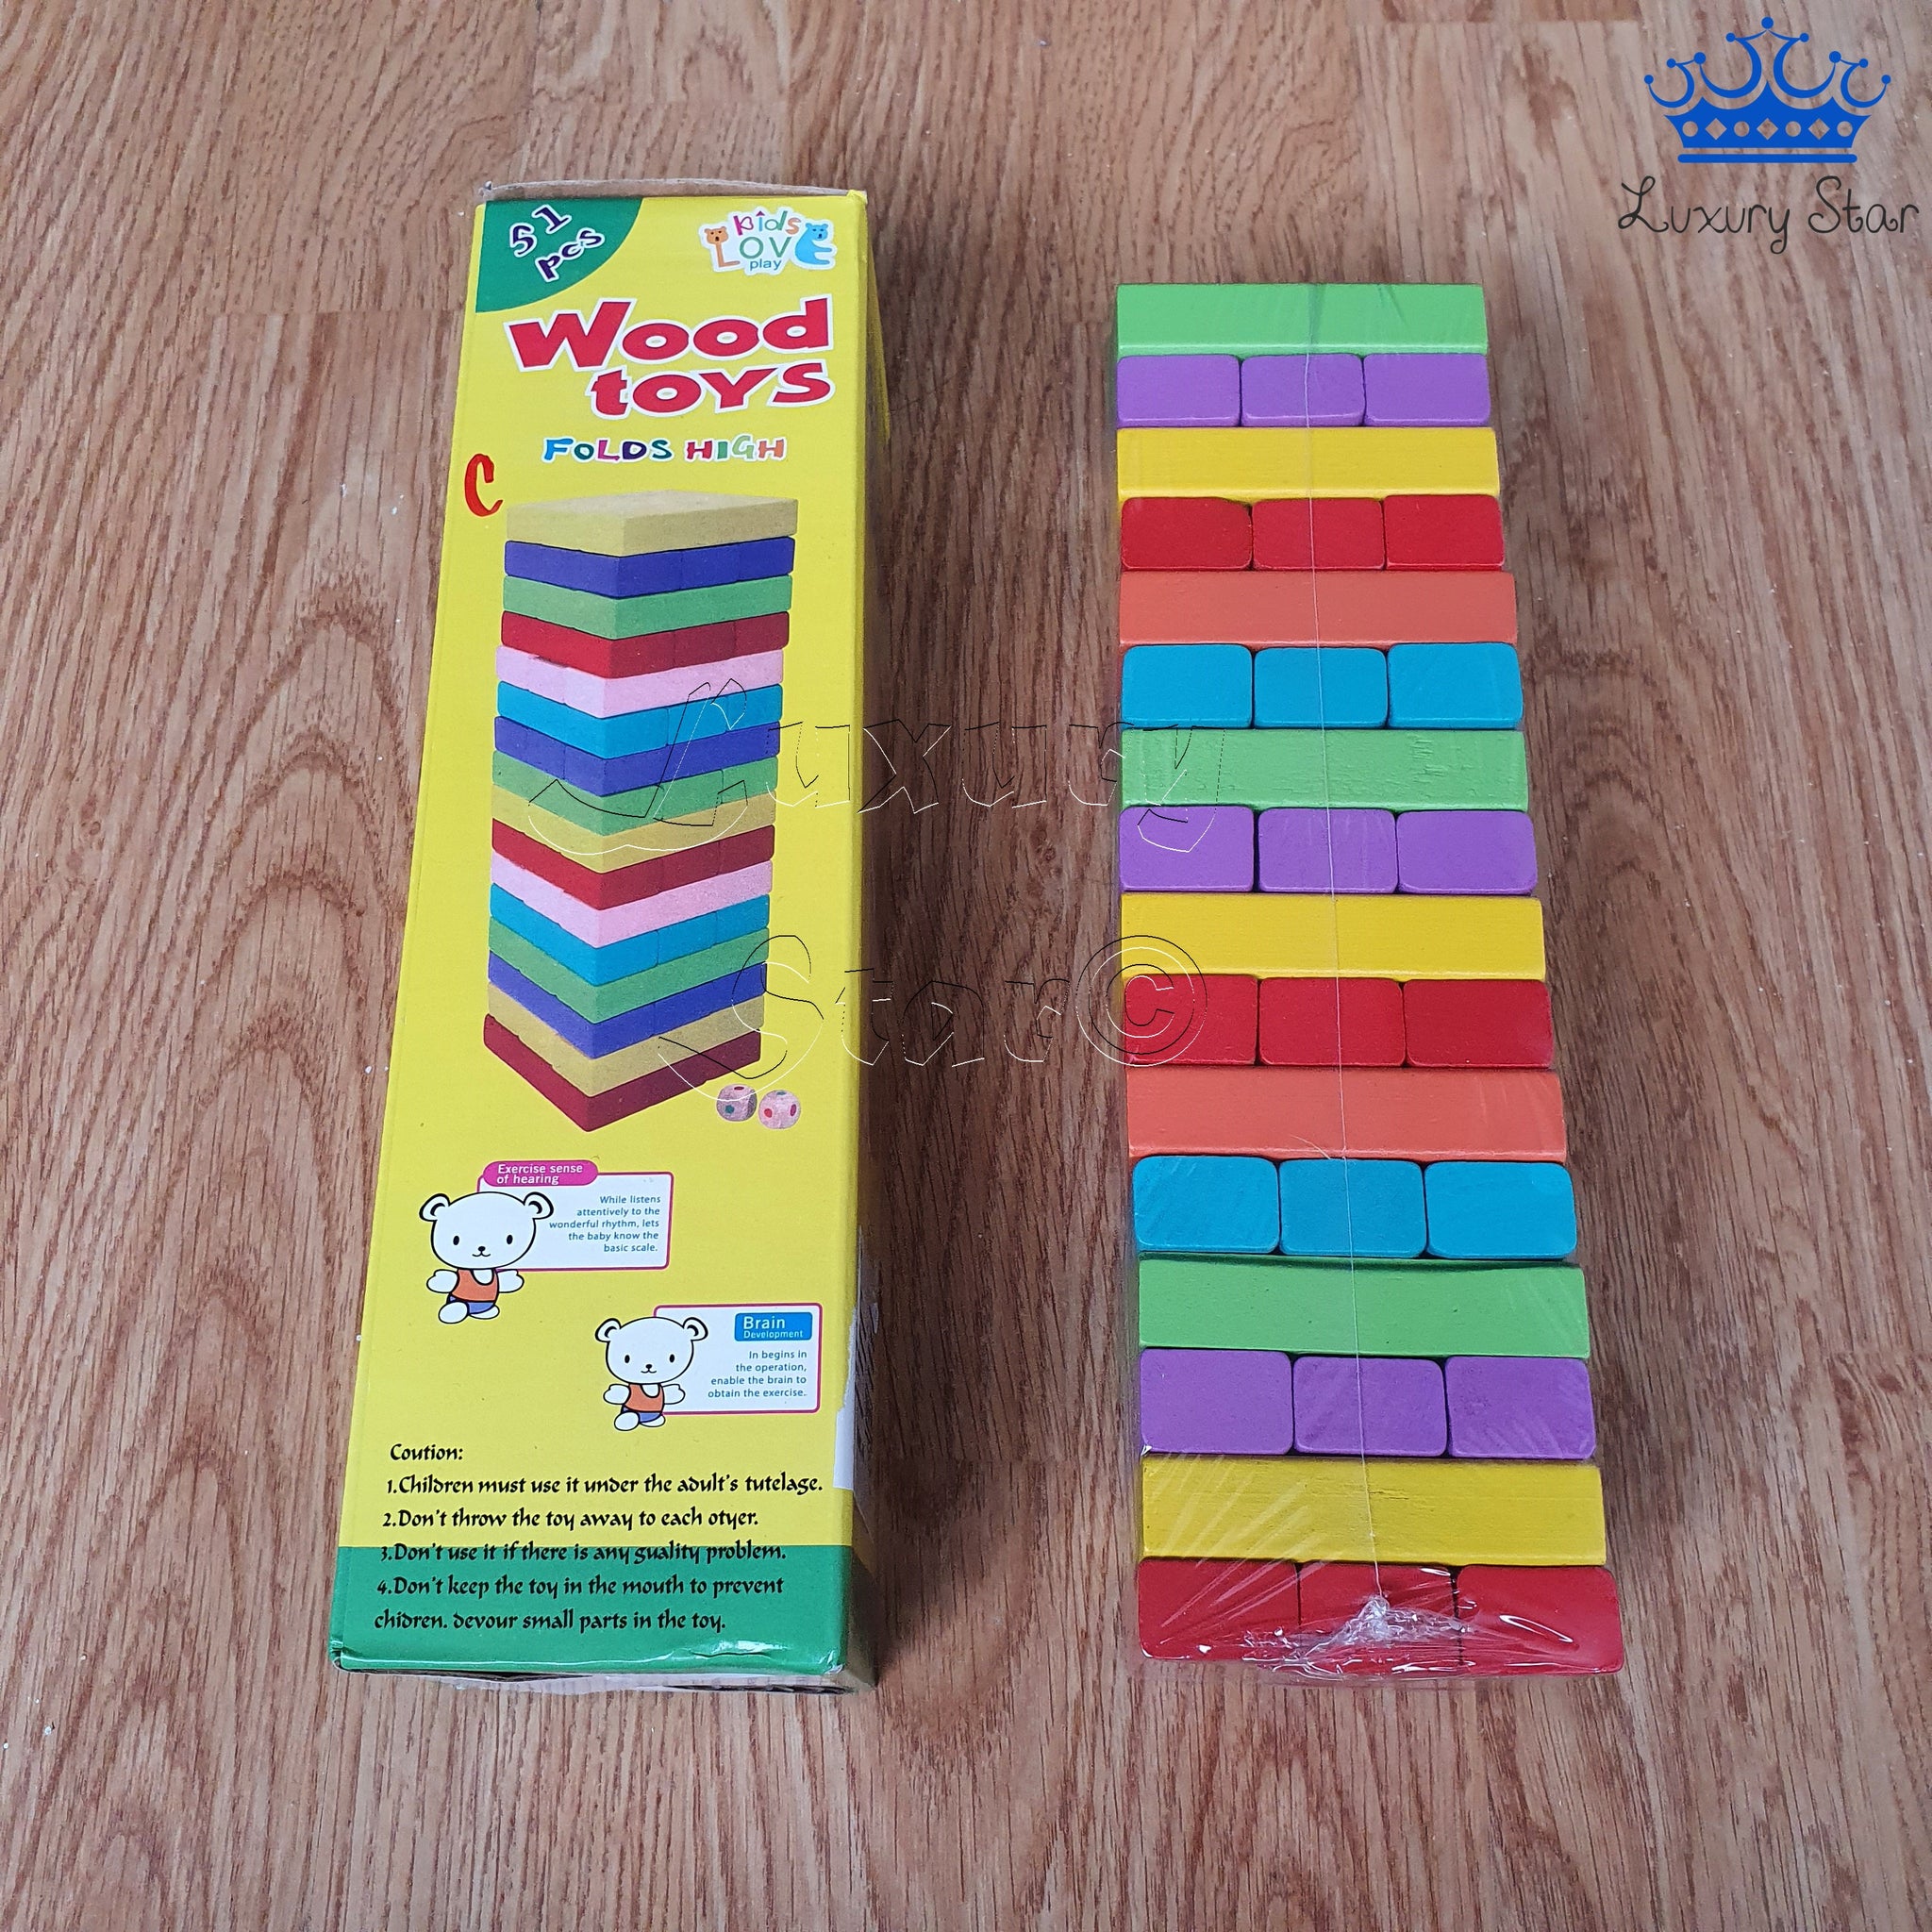 Luxury Star
51
pcs
kids
LOVE
play
Wood
toys
FOLDS HIGH
C
Luxury
Star©
Exercise sense
of hearing
While listens
attentively to the
wonderful rhythm, lets
the baby know the
basic scale.
Brain
Development
In begins in
the operation,
enable the brain to
obtain the exercise.
Coution:
1.Children must use it under the adult's tutelage.
2.Don't throw the toy away to each otyer.
3.Don't use it if there is any guality problem.
4.Don't keep the toy in the mouth to prevent
chidren. devour small parts in the toy.